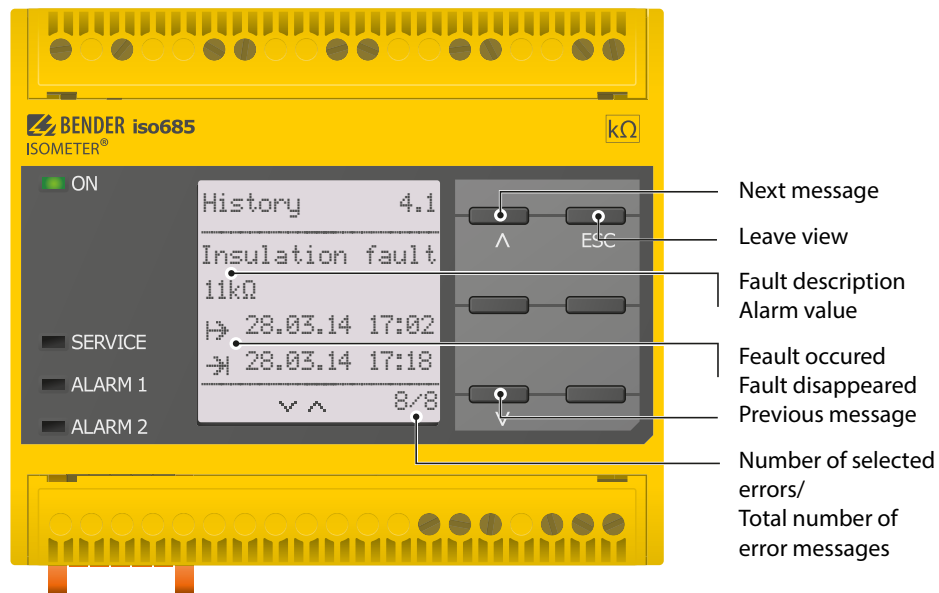 BENDER iso685
ISOMETER®
kΩ
ON
SERVICE
ALARM 1
ALARM 2
History 4.1
Insulation fault
11kΩ
28.03.14 17:02
28.03.14 17:18
8/8
ESC
Next message
Leave view
Fault description
Alarm value
Feault occured
Fault disappeared
Previous message
Number of selected
errors/
Total number of
error messages